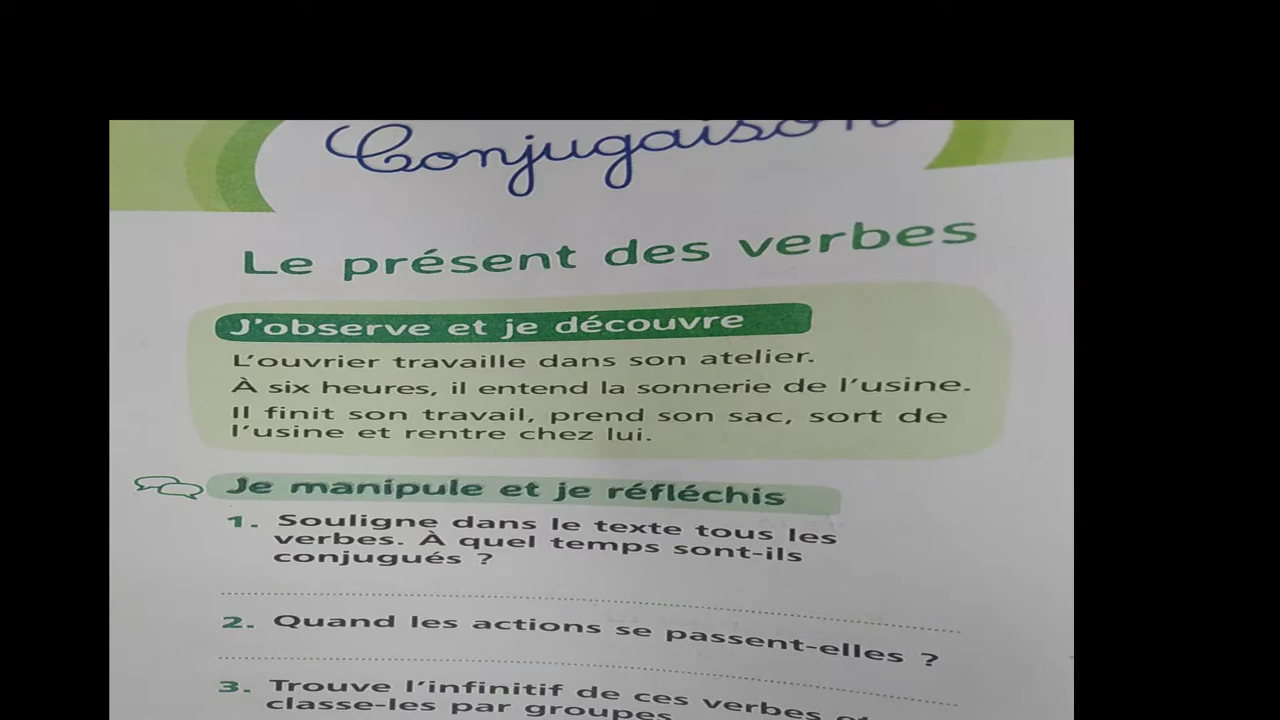 Conjugaison
Le présent des verbes
J'observe et je découvre
L'ouvrier travaille dans son atelier.
À six heures, il entend la sonnerie de l'usine.
Il finit son travail, prend son sac, sort de
l'usine et rentre chez lui.
Je manipule et je réfléchis
1. Souligne dans le texte tous les
verbes. À quel temps sont-ils
conjugués ?
2. Quand les actions se passent-elles ?
3. Trouve l'infinitif de ces verbes et
classe-les par groupes